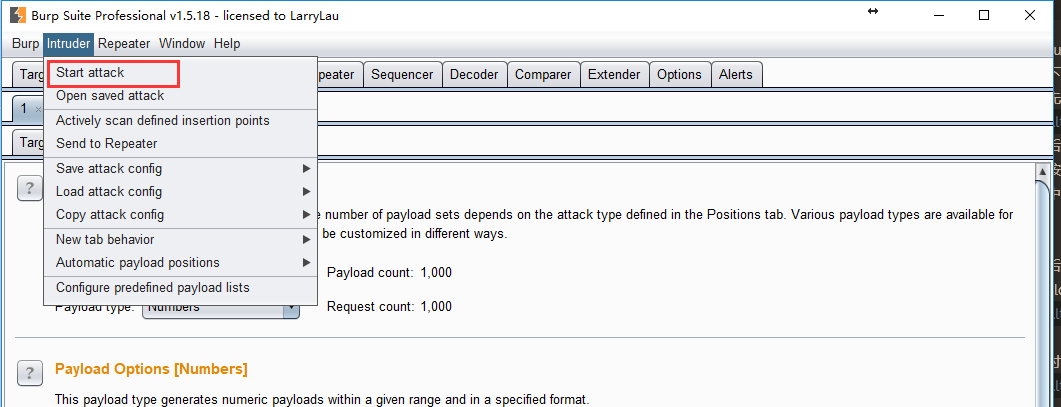 Burp Suite Professional v1.5.18 - licensed to LarryLau
Burp Intruder Repeater Window Help
Start attack
Open saved attack
Actively scan defined insertion points
Send to Repeater
Save attack config
Load attack config
Copy attack config
New tab behavior
Automatic payload positions
Configure predefined payload lists
Sequencer Decoder Comparer Extender Options Alerts
1 ×
?
number of payload sets depends on the attack type defined in the Positions tab. Various payload types are available for
be customized in different ways.
Payload count: 1,000
Payload type: Numbers
Request count: 1,000
?
Payload Options [Numbers]
This payload type generates numeric payloads within a given range and in a specified format.